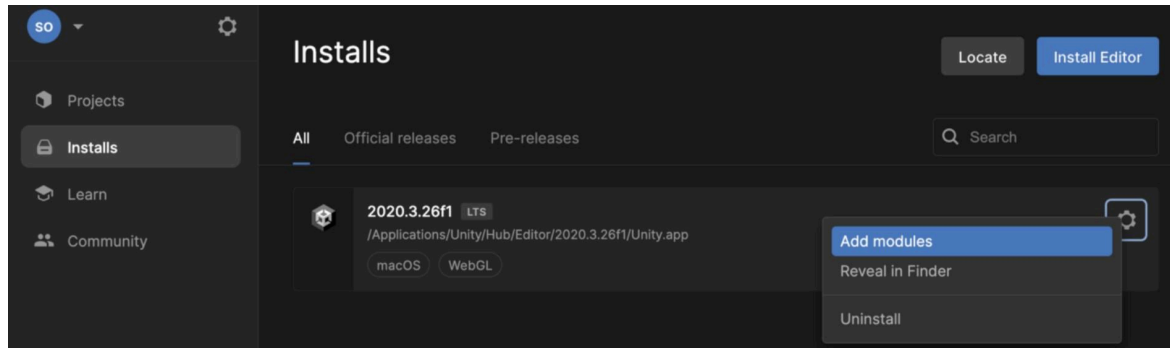 SO
Projects
Installs
Learn
Community
Installs
Locate
Install Editor
All
Official releases
Pre-releases
Search
2020.3.26f1 LTS
/Applications/Unity/Hub/Editor/2020.3.26f1/Unity.app
macOS
WebGL
Add modules
Reveal in Finder
Uninstall